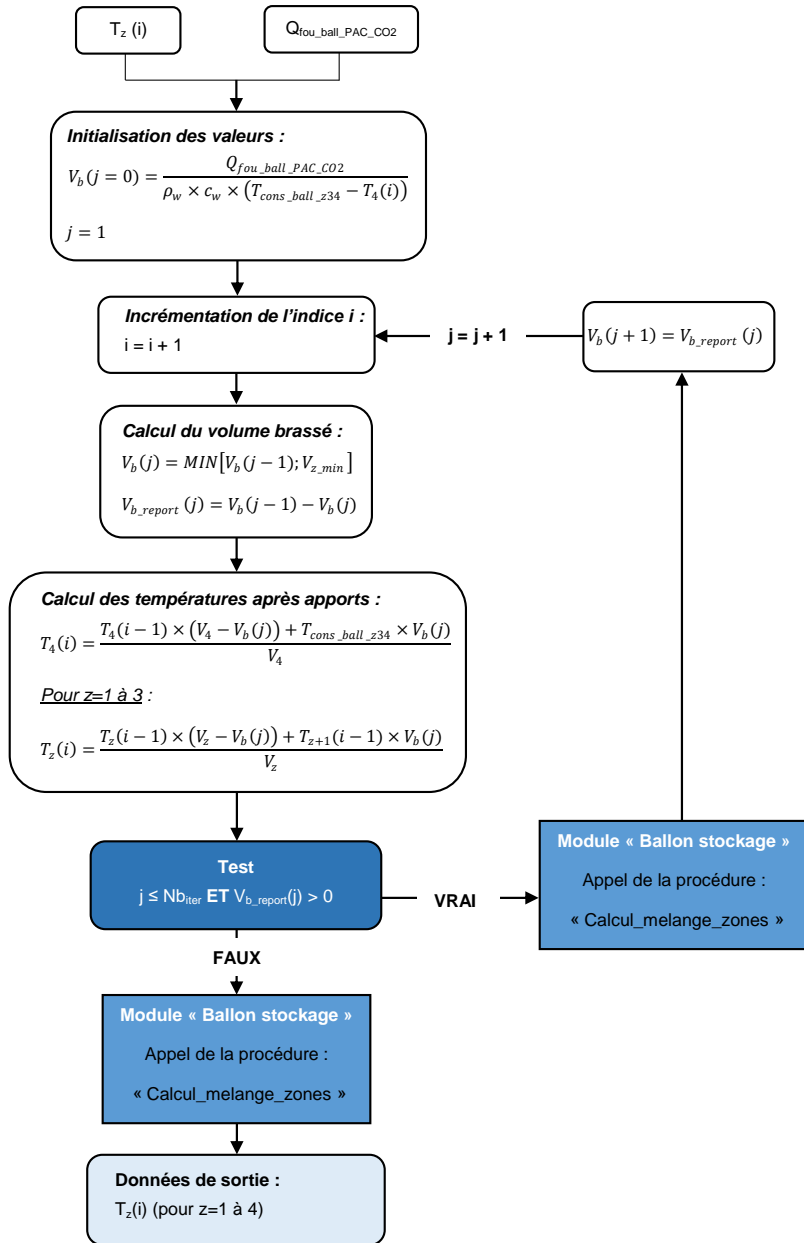 T_z (i)
Q_fou_ball_PAC_CO2
Initialisation des valeurs :
V_b(j = 0) = Q_fou_ball_PAC_CO2 / (ρ_w × c_w × (T_cons_ball_z34 − T_4(i)))
j = 1
Incrémentation de l'indice i :
i = i + 1
j = j + 1
V_b(j + 1) = V_b_report (j)
Calcul du volume brassé :
V_b(j) = MIN[V_b(j − 1); V_z_min]
V_b_report (j) = V_b(j − 1) − V_b(j)
Calcul des températures après apports :
T_4(i) = (T_4(i − 1) × (V_4 − V_b(j)) + T_cons_ball_z34 × V_b(j)) / V_4
Pour z=1 à 3 :
T_z(i) = (T_z(i − 1) × (V_z − V_b(j)) + T_z+1(i − 1) × V_b(j)) / V_z
Test
j ≤ Nb_iter ET V_b_report(j) > 0
VRAI
Module « Ballon stockage »
Appel de la procédure :
« Calcul_melange_zones »
FAUX
Module « Ballon stockage »
Appel de la procédure :
« Calcul_melange_zones »
Données de sortie :
T_z(i) (pour z=1 à 4)